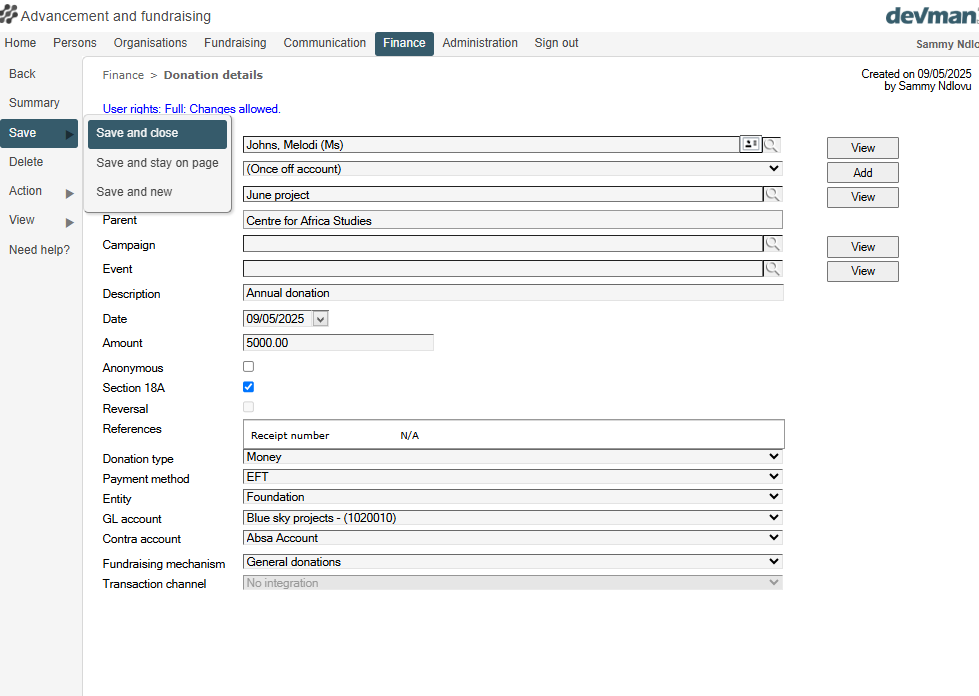 Advancement and fundraising
devman
Home Persons Organisations Fundraising Communication Finance Administration Sign out
Sammy Ndlo
Back
Summary
Save
Delete
Action
View
Need help?
Finance > Donation details
Created on 09/05/2025
by Sammy Ndlovu
User rights: Full: Changes allowed.
Save and close
Save and stay on page
Save and new
Johns, Melodi (Ms) View
(Once off account) Add
June project View
Parent Centre for Africa Studies
Campaign View
Event View
Description Annual donation
Date 09/05/2025
Amount 5000.00
Anonymous
Section 18A
Reversal
References Receipt number N/A
Donation type Money
Payment method EFT
Entity Foundation
GL account Blue sky projects - (1020010)
Contra account Absa Account
Fundraising mechanism General donations
Transaction channel No integration